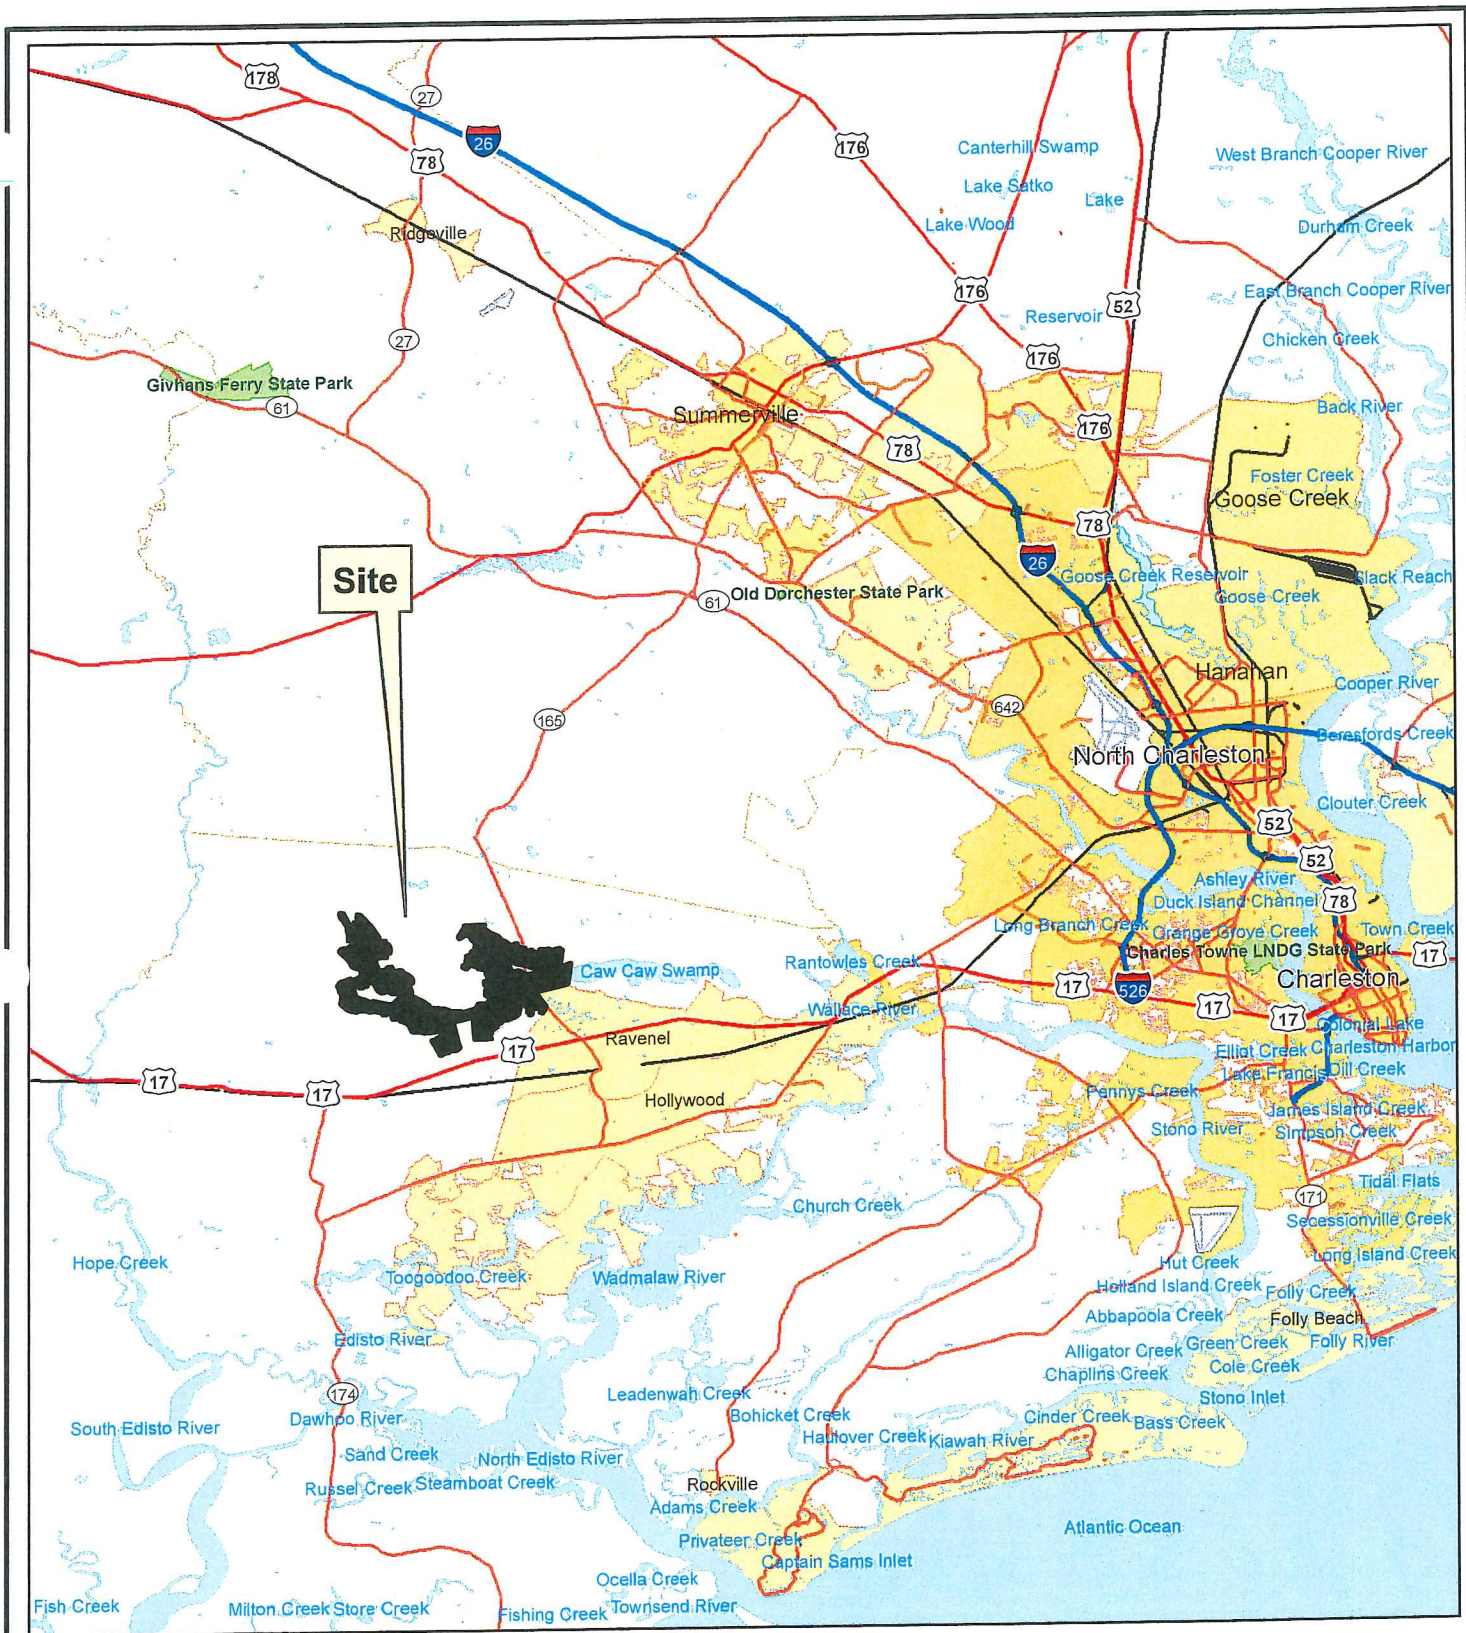 178
27
26
78
176
Canterhill Swamp
West Branch Cooper River
Lake Satko
Lake
Lake Wood
Durham Creek
Ridgeville
176
52
East Branch Cooper River
Reservoir
27
176
Chicken Creek
Givhans Ferry State Park
61
Summerville
Back River
176
78
Foster Creek
Goose Creek
78
26
Site
Goose Creek Reservoir
Slack Reach
Old Dorchester State Park
61
Goose Creek
Hanahan
Cooper River
642
165
Beresfords Creek
North Charleston
Clouter Creek
52
52
Ashley River
78
Duck Island Channel
Long Branch Creek
Orange Grove Creek
Town Creek
Charles Towne LNDG State Park
17
Rantowles Creek
Caw Caw Swamp
Charleston
17
526
17
17
Wallace River
Colonial Lake
Ravenel
17
Elliot Creek
Charleston Harbor
Lake Francis
Dill Creek
17
17
Pennys Creek
Hollywood
James Island Creek
Stono River
Simpson Creek
Tidal Flats
171
Church Creek
Secessionville Creek
Long Island Creek
Hope Creek
Hut Creek
Toogoodoo Creek
Wadmalaw River
Holland Island Creek
Folly Creek
Abbapoola Creek
Folly Beach
Edisto River
Green Creek
Folly River
Alligator Creek
Cole Creek
Chaplins Creek
174
Leadenwah Creek
Stono Inlet
Dawhoo River
Bohicket Creek
Cinder Creek
Bass Creek
South Edisto River
Haulover Creek
Kiawah River
Sand Creek
North Edisto River
Russel Creek
Steamboat Creek
Rockville
Adams Creek
Atlantic Ocean
Privateer Creek
Captain Sams Inlet
Ocella Creek
Fish Creek
Milton Creek
Store Creek
Fishing Creek
Townsend River